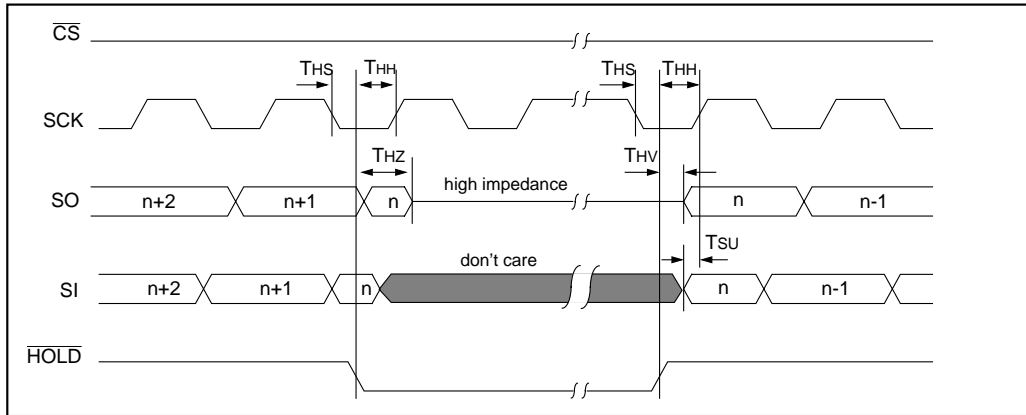 CS
THS THH THS THH
SCK
THZ THV
SO n+2 n+1 n high impedance n n-1
TSU
don't care
SI n+2 n+1 n n n-1
HOLD